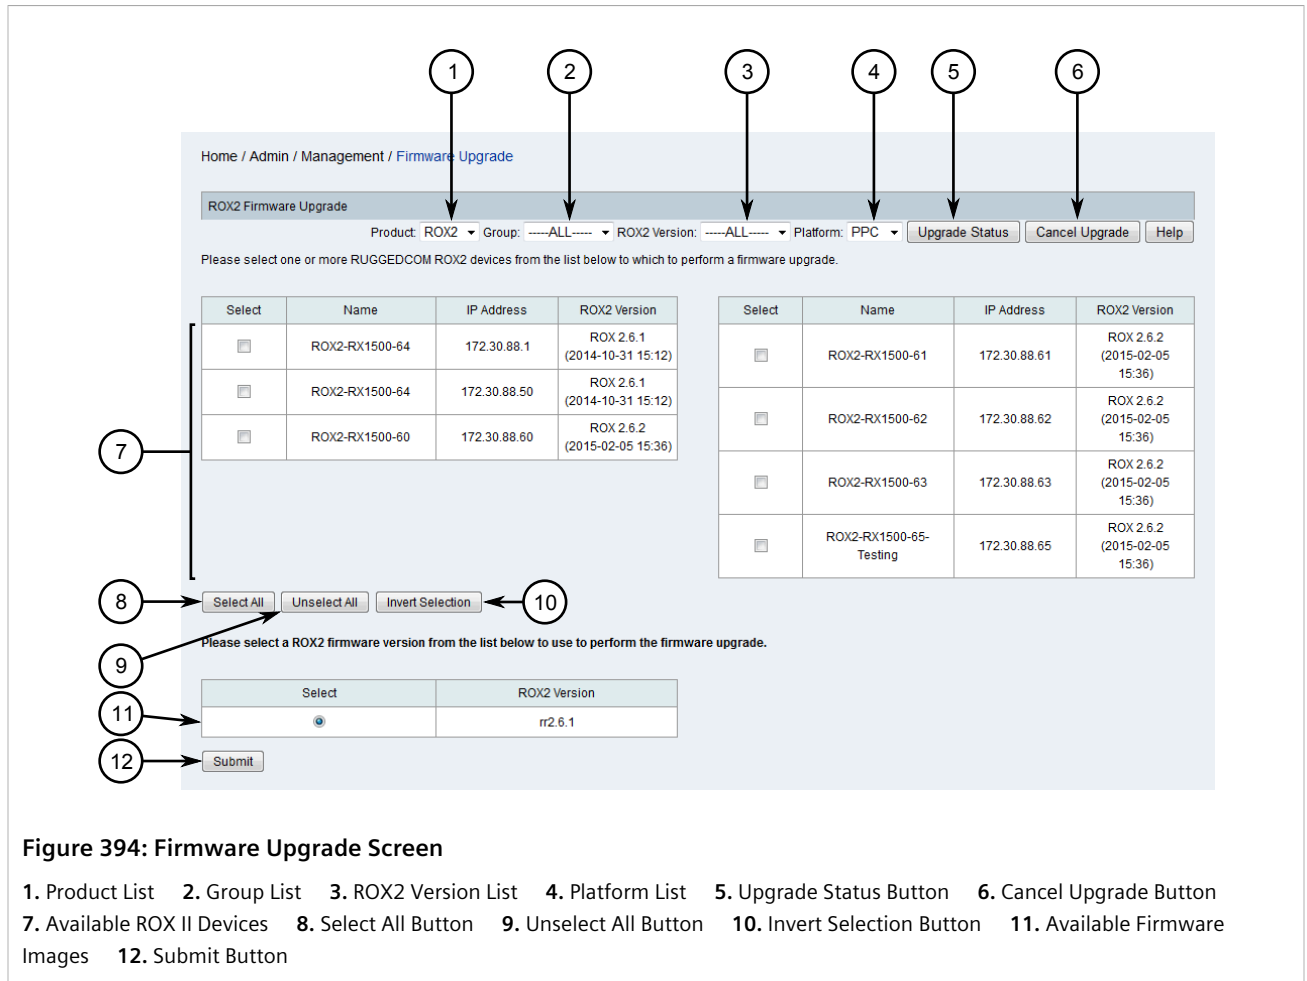 1 2 3 4 5 6
Home / Admin / Management / Firmware Upgrade
ROX2 Firmware Upgrade
Product: ROX2 Group: -----ALL----- ROX2 Version: -----ALL----- Platform: PPC Upgrade Status Cancel Upgrade Help
Please select one or more RUGGEDCOM ROX2 devices from the list below to which to perform a firmware upgrade.
Select Name IP Address ROX2 Version
ROX2-RX1500-64 172.30.88.1 ROX 2.6.1
(2014-10-31 15:12)
ROX2-RX1500-64 172.30.88.50 ROX 2.6.1
(2014-10-31 15:12)
ROX2-RX1500-60 172.30.88.60 ROX 2.6.2
(2015-02-05 15:36)
Select Name IP Address ROX2 Version
ROX2-RX1500-61 172.30.88.61 ROX 2.6.2
(2015-02-05
15:36)
ROX2-RX1500-62 172.30.88.62 ROX 2.6.2
(2015-02-05
15:36)
ROX2-RX1500-63 172.30.88.63 ROX 2.6.2
(2015-02-05
15:36)
ROX2-RX1500-65-
Testing 172.30.88.65 ROX 2.6.2
(2015-02-05
15:36)
7
8 Select All Unselect All Invert Selection 10
Please select a ROX2 firmware version from the list below to use to perform the firmware upgrade.
9
Select ROX2 Version
11 rr2.6.1
12 Submit
Figure 394: Firmware Upgrade Screen
1. Product List 2. Group List 3. ROX2 Version List 4. Platform List 5. Upgrade Status Button 6. Cancel Upgrade Button
7. Available ROX II Devices 8. Select All Button 9. Unselect All Button 10. Invert Selection Button 11. Available Firmware
Images 12. Submit Button